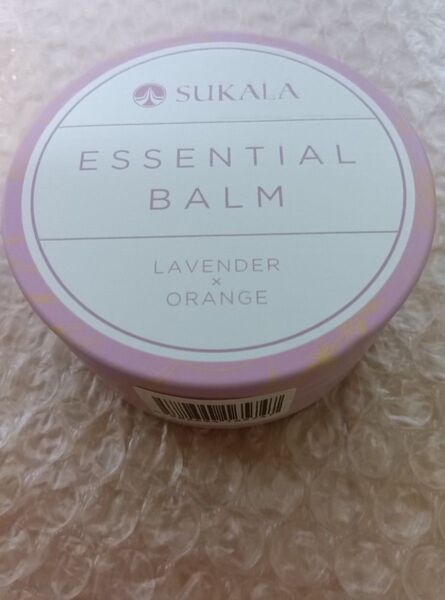 SUKALA
ESSENTIAL
BALM
LAVENDER
×
ORANGE